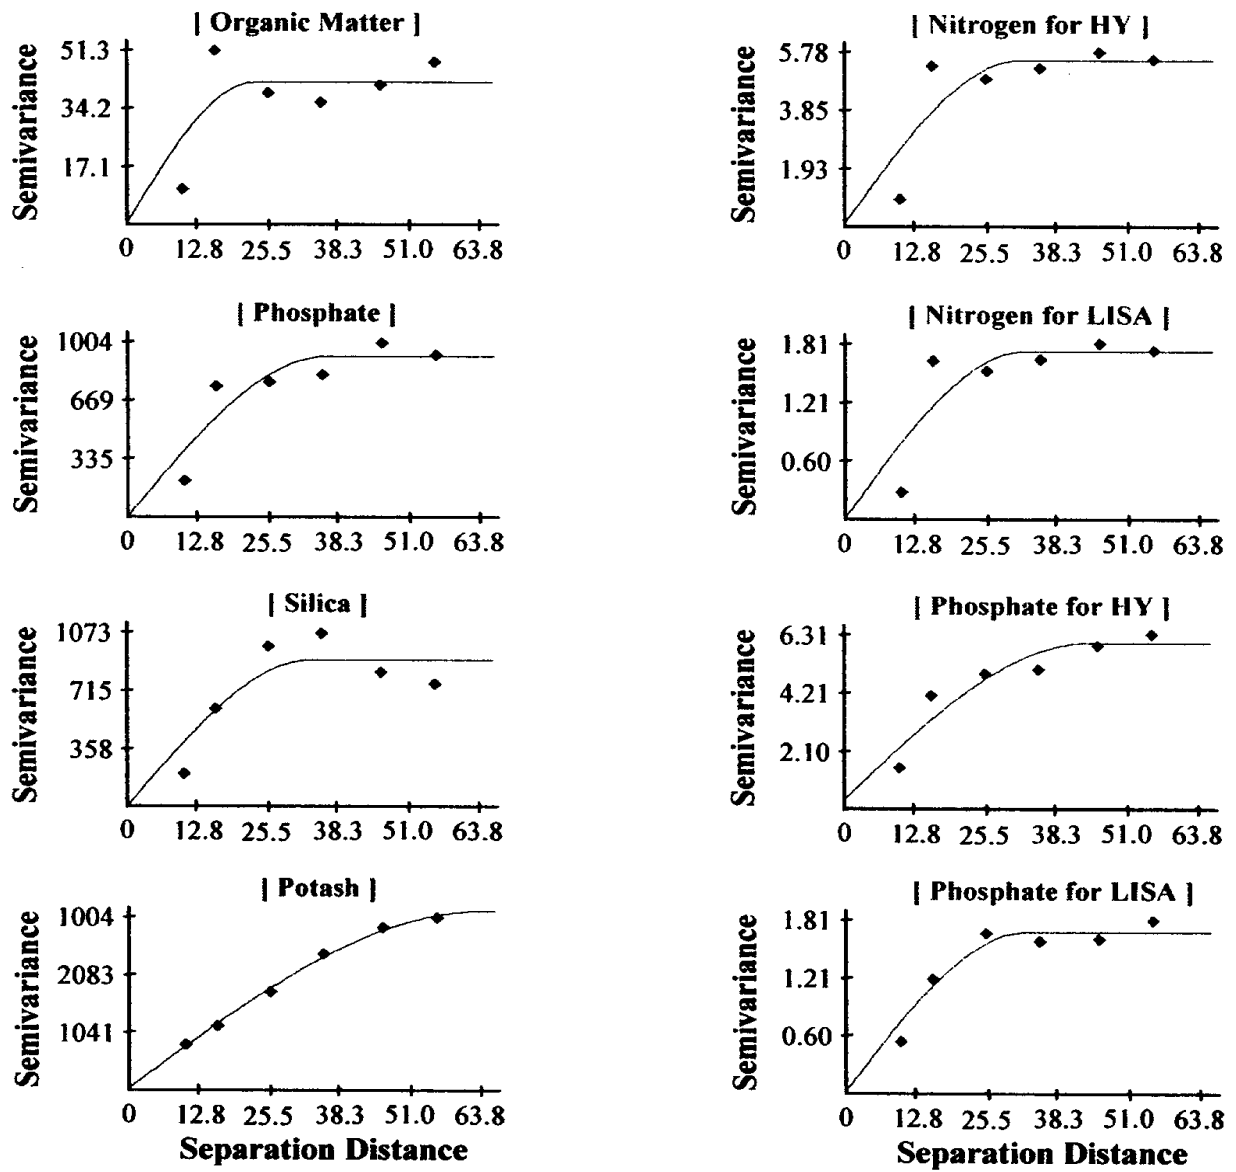 | Organic Matter |
Semivariance
51.3
34.2
17.1
0 12.8 25.5 38.3 51.0 63.8
| Phosphate |
Semivariance
1004
669
335
0 12.8 25.5 38.3 51.0 63.8
| Silica |
Semivariance
1073
715
358
0 12.8 25.5 38.3 51.0 63.8
| Potash |
Semivariance
1004
2083
1041
0 12.8 25.5 38.3 51.0 63.8
Separation Distance
| Nitrogen for HY |
Semivariance
5.78
3.85
1.93
0 12.8 25.5 38.3 51.0 63.8
| Nitrogen for LISA |
Semivariance
1.81
1.21
0.60
0 12.8 25.5 38.3 51.0 63.8
| Phosphate for HY |
Semivariance
6.31
4.21
2.10
0 12.8 25.5 38.3 51.0 63.8
| Phosphate for LISA |
Semivariance
1.81
1.21
0.60
0 12.8 25.5 38.3 51.0 63.8
Separation Distance